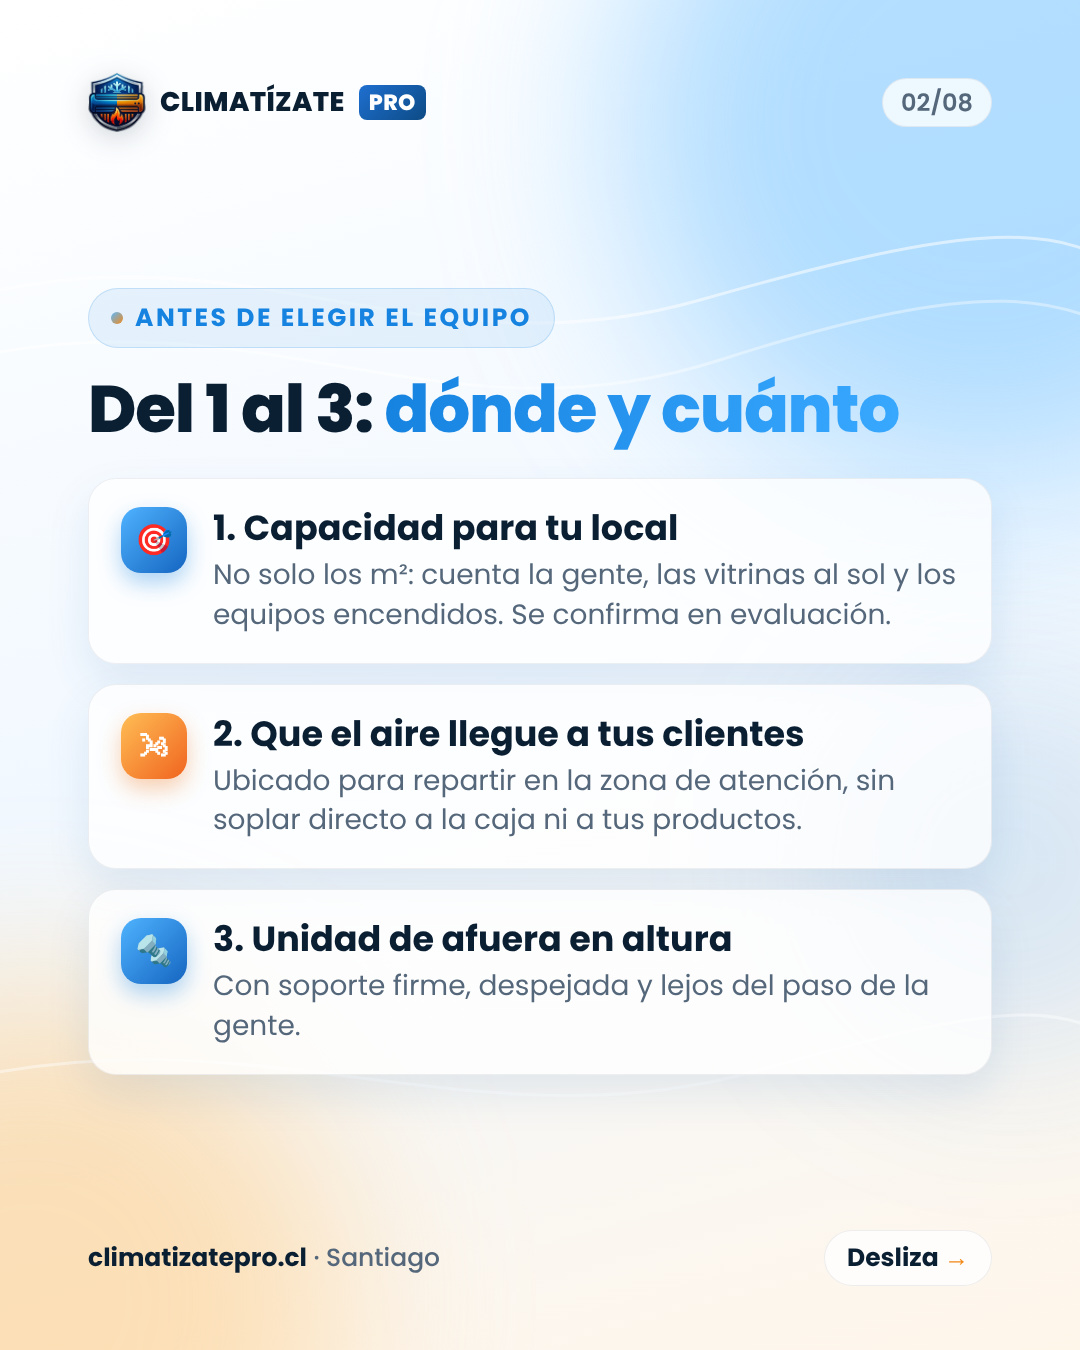 CLIMATÍZATE PRO
02/08
ANTES DE ELEGIR EL EQUIPO
Del 1 al 3: dónde y cuánto
1. Capacidad para tu local
No solo los m²: cuenta la gente, las vitrinas al sol y los
equipos encendidos. Se confirma en evaluación.
2. Que el aire llegue a tus clientes
Ubicado para repartir en la zona de atención, sin
soplar directo a la caja ni a tus productos.
3. Unidad de afuera en altura
Con soporte firme, despejada y lejos del paso de la
gente.
climatizatepro.cl · Santiago
Desliza →